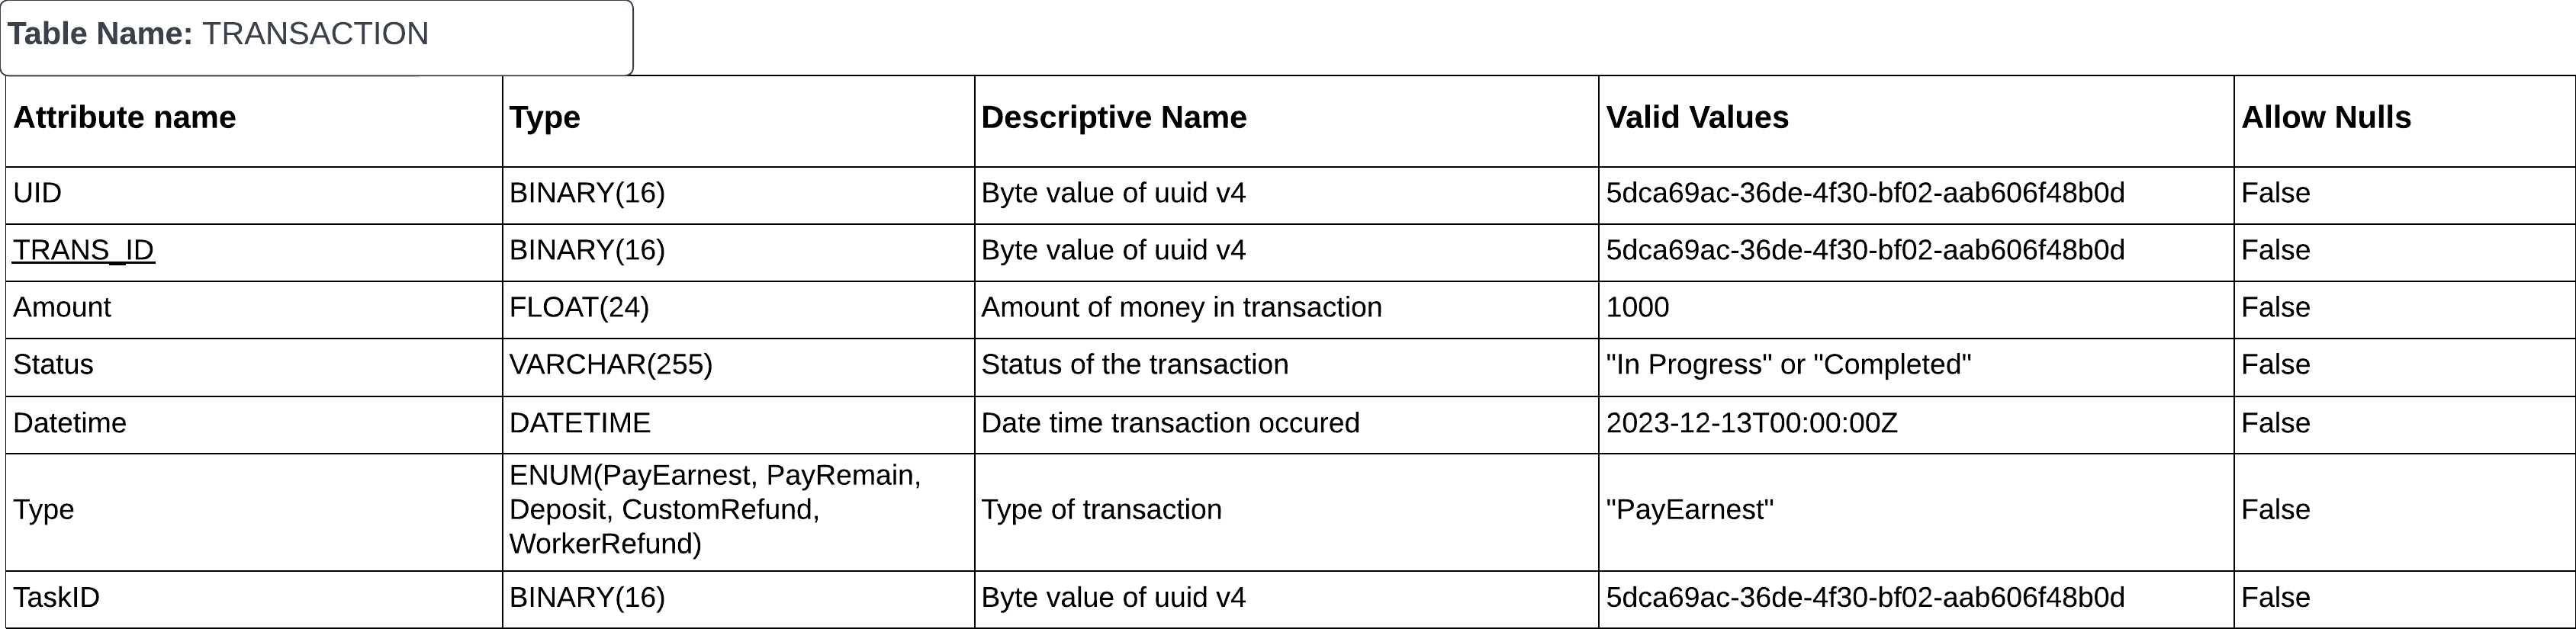 Table Name: TRANSACTION
Attribute name Type Descriptive Name Valid Values Allow Nulls
UID BINARY(16) Byte value of uuid v4 5dca69ac-36de-4f30-bf02-aab606f48b0d False
TRANS_ID BINARY(16) Byte value of uuid v4 5dca69ac-36de-4f30-bf02-aab606f48b0d False
Amount FLOAT(24) Amount of money in transaction 1000 False
Status VARCHAR(255) Status of the transaction "In Progress" or "Completed" False
Datetime DATETIME Date time transaction occured 2023-12-13T00:00:00Z False
ENUM(PayEarnest, PayRemain,
Type Deposit, CustomRefund, Type of transaction "PayEarnest" False
WorkerRefund)
TaskID BINARY(16) Byte value of uuid v4 5dca69ac-36de-4f30-bf02-aab606f48b0d False